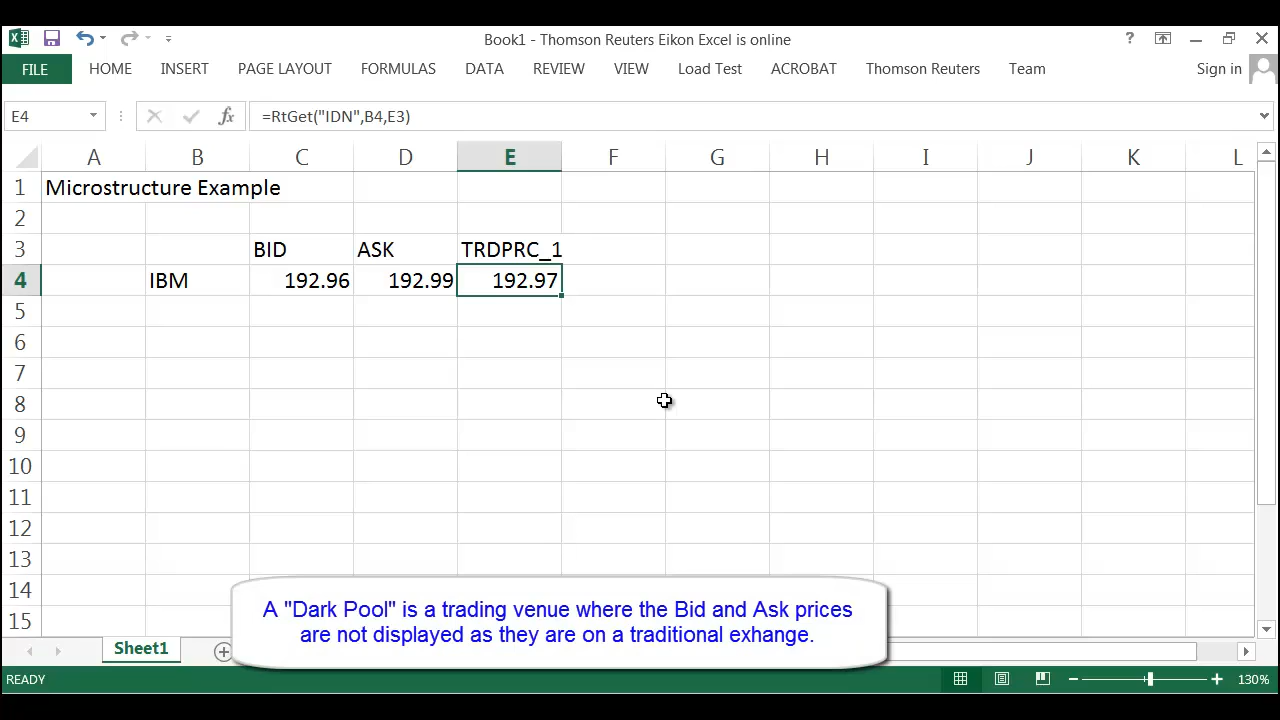 Book1 - Thomson Reuters Eikon Excel is online
?
FILE HOME INSERT PAGE LAYOUT FORMULAS DATA REVIEW VIEW Load Test ACROBAT Thomson Reuters Team Sign in
E4 fx =RtGet("IDN",B4,E3)
A B C D E F G H I J K L
1 Microstructure Example
2
3 BID ASK TRDPRC_1
4 IBM 192.96 192.99 192.97
5
6
7
8
9
10
11
12
13
14
15
A "Dark Pool" is a trading venue where the Bid and Ask prices
are not displayed as they are on a traditional exhange.
Sheet1
READY 130%